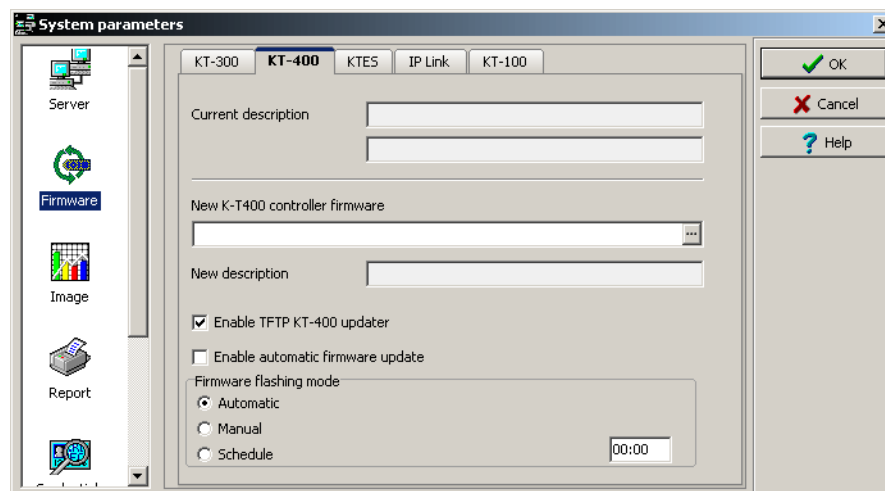 System parameters
Server
Firmware
Image
Report
KT-300
KT-400
KTES
IP Link
KT-100
Current description
New K-T400 controller firmware
...
New description
Enable TFTP KT-400 updater
Enable automatic firmware update
Firmware flashing mode
Automatic
Manual
Schedule
00:00
OK
Cancel
Help